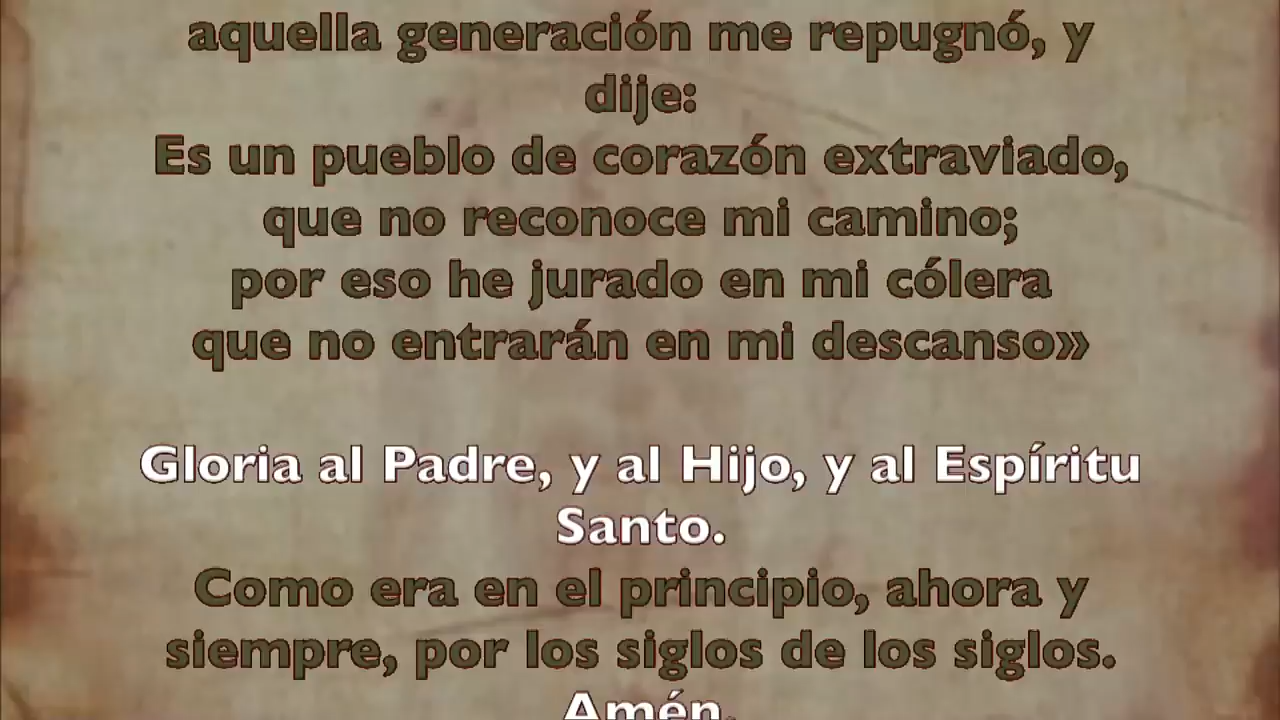 aquella generación me repugnó, y
dije:
Es un pueblo de corazón extraviado,
que no reconoce mi camino;
por eso he jurado en mi cólera
que no entrarán en mi descanso»
Gloria al Padre, y al Hijo, y al Espíritu
Santo.
Como era en el principio, ahora y
siempre, por los siglos de los siglos.
Amén.